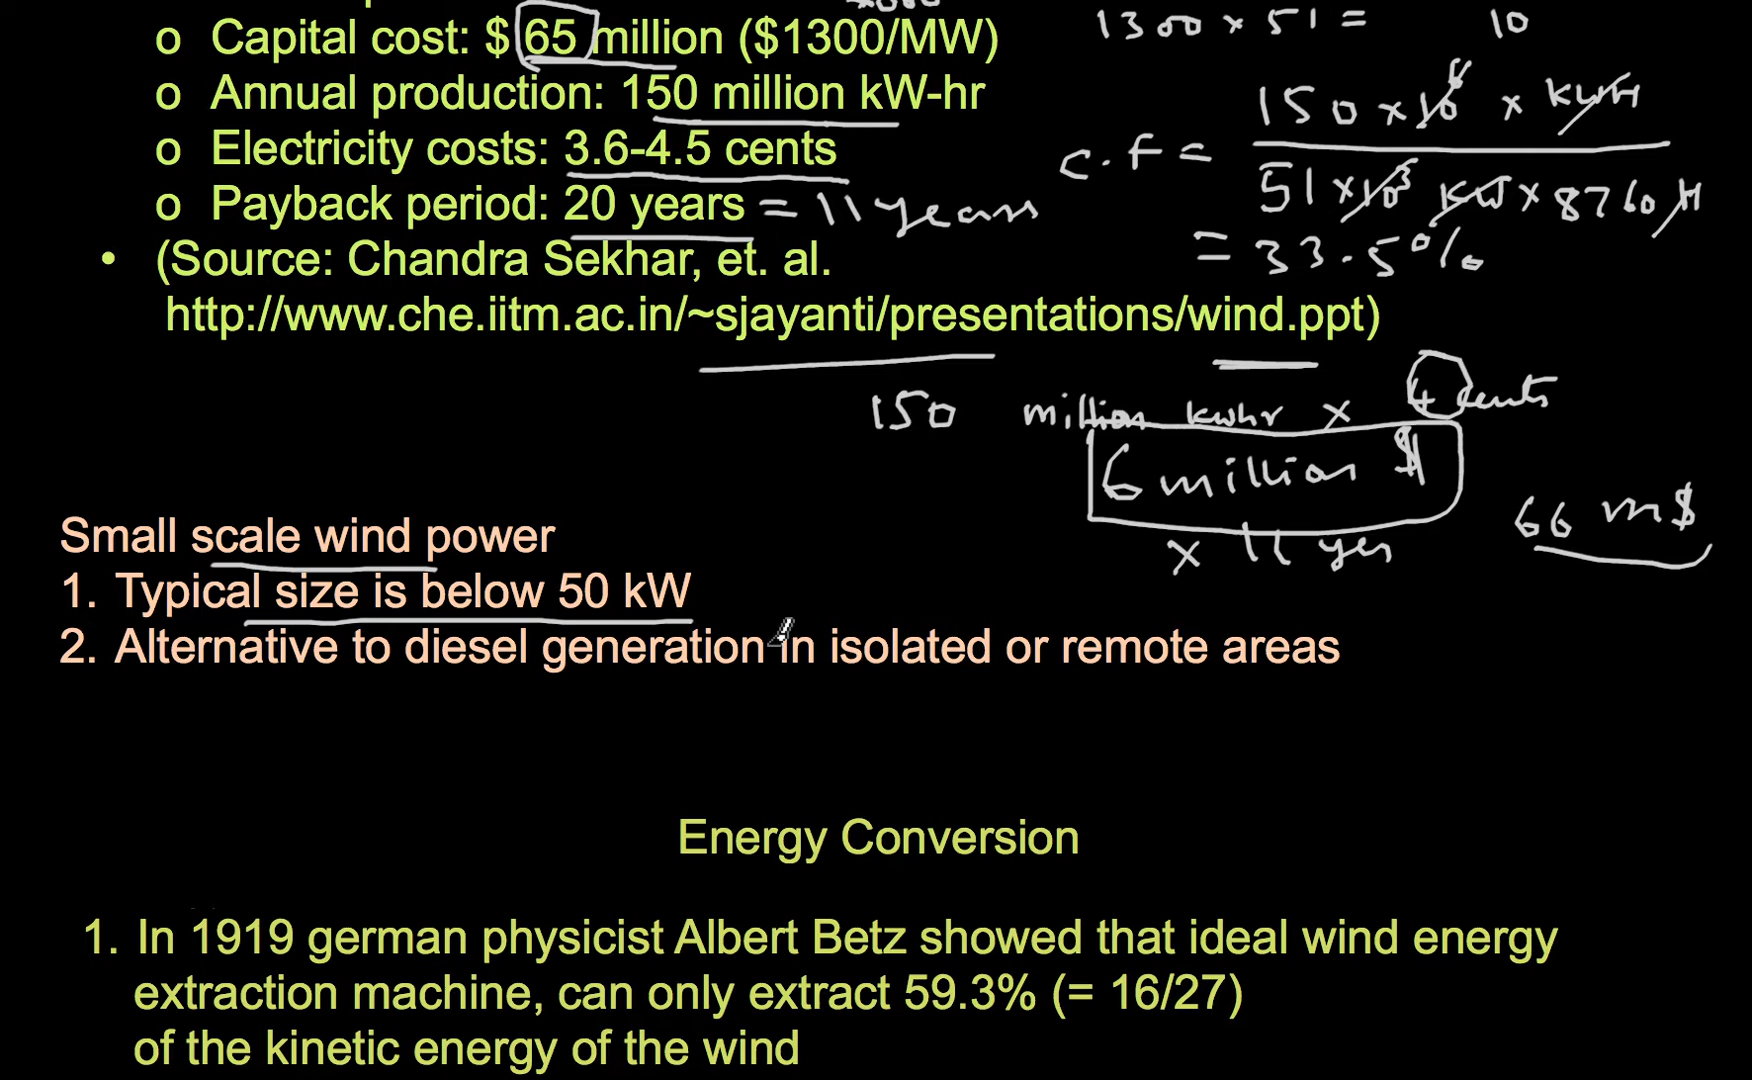 o Capital cost: $ 65 million ($1300/MW)
1300 x 51 = 10
o Annual production: 150 million kW-hr
o Electricity costs: 3.6-4.5 cents
C.F = 150 x 10⁶ x kWH
51 x 10³ kW x 8760 H
= 33.5%
o Payback period: 20 years = 11 years
• (Source: Chandra Sekhar, et. al.
http://www.che.iitm.ac.in/~sjayanti/presentations/wind.ppt)
150 million kwhr x 4 cents
6 million $
x 11 yer
66 m$
Small scale wind power
1. Typical size is below 50 kW
2. Alternative to diesel generation in isolated or remote areas
Energy Conversion
1. In 1919 german physicist Albert Betz showed that ideal wind energy
extraction machine, can only extract 59.3% (= 16/27)
of the kinetic energy of the wind